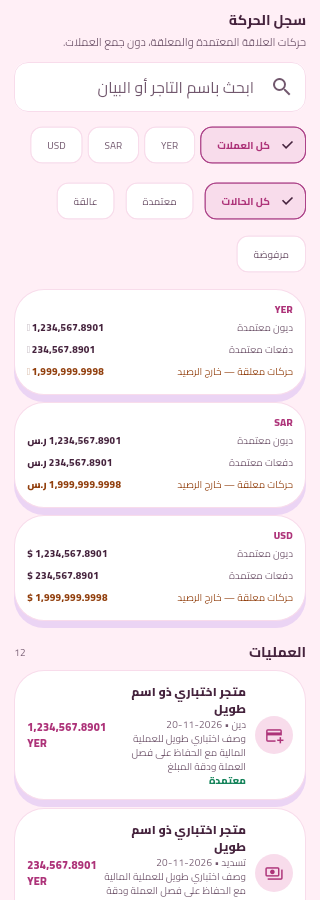 سجل الحركة
حركات العلاقة المعتمدة والمعلقة، دون جمع العملات.
ابحث باسم التاجر أو البيان
كل العملات
YER
SAR
USD
كل الحالات
معتمدة
عالقة
مرفوضة
YER
ديون معتمدة 1,234,567.8901
دفعات معتمدة 234,567.8901
حركات معلقة — خارج الرصيد 1,999,999.9998
SAR
ديون معتمدة 1,234,567.8901 ر.س
دفعات معتمدة 234,567.8901 ر.س
حركات معلقة — خارج الرصيد 1,999,999.9998 ر.س
USD
ديون معتمدة 1,234,567.8901 $
دفعات معتمدة 234,567.8901 $
حركات معلقة — خارج الرصيد 1,999,999.9998 $
العمليات 12
متجر اختباري ذو اسم
طويل
دين • 2026-11-20
وصف اختباري طويل للعملية
المالية مع الحفاظ على فصل
العملة ودقة المبلغ
معتمدة
1,234,567.8901
YER
متجر اختباري ذو اسم
طويل
تسديد • 2026-11-20
وصف اختباري طويل للعملية المالية
مع الحفاظ على فصل العملة ودقة
234,567.8901
YER